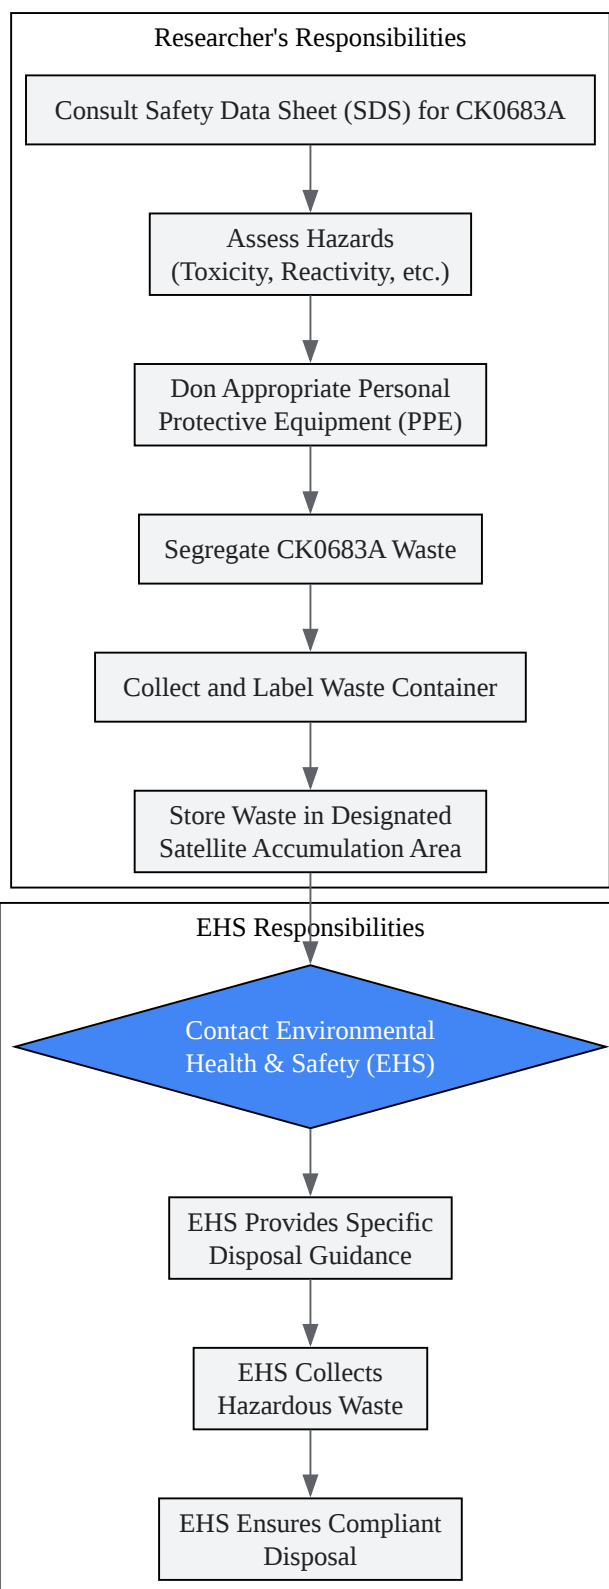 Researcher's Responsibilities
Consult Safety Data Sheet (SDS) for CK0683A
Assess Hazards
(Toxicity, Reactivity, etc.)
Don Appropriate Personal
Protective Equipment (PPE)
Segregate CK0683A Waste
Collect and Label Waste Container
Store Waste in Designated
Satellite Accumulation Area
EHS Responsibilities
Contact Environmental
Health & Safety (EHS)
EHS Provides Specific
Disposal Guidance
EHS Collects
Hazardous Waste
EHS Ensures Compliant
Disposal